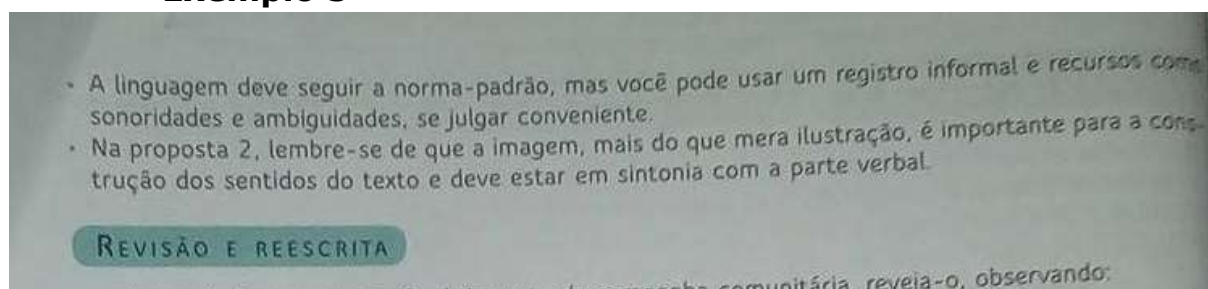 • A linguagem deve seguir a norma-padrão, mas você pode usar um registro informal e recursos como
sonoridades e ambiguidades, se julgar conveniente.
• Na proposta 2, lembre-se de que a imagem, mais do que mera ilustração, é importante para a cons-
trução dos sentidos do texto e deve estar em sintonia com a parte verbal.
REVISÃO E REESCRITA
comunitária, reveja-o, observando: